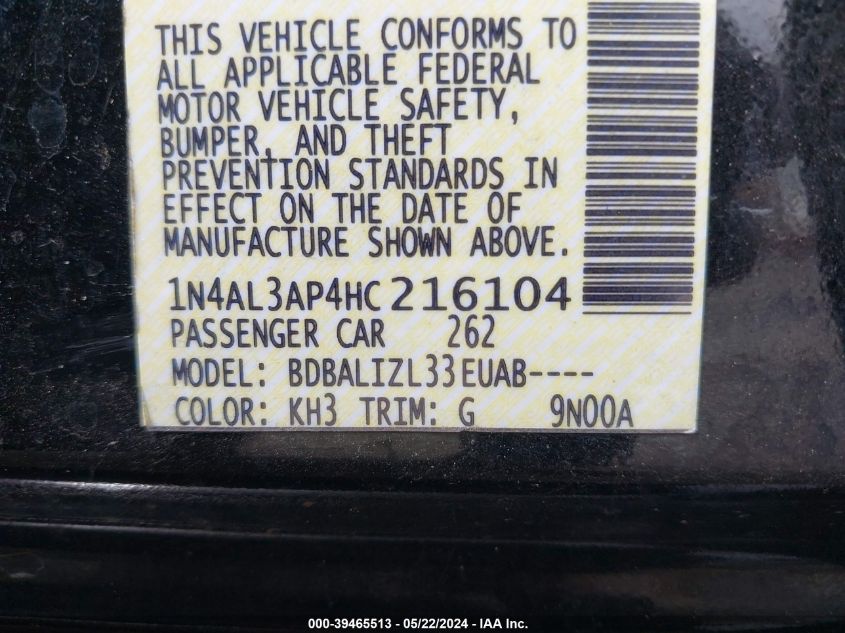 THIS VEHICLE CONFORMS TO
ALL APPLICABLE FEDERAL
MOTOR VEHICLE SAFETY,
BUMPER, AND THEFT
PREVENTION STANDARDS IN
EFFECT ON THE DATE OF
MANUFACTURE SHOWN ABOVE.
1N4AL3AP4HC216104
PASSENGER CAR 262
MODEL: BDBALIZL33EUAB----
COLOR: KH3 TRIM: G 9N00A
000-39465513 - 05/22/2024 - IAA Inc.